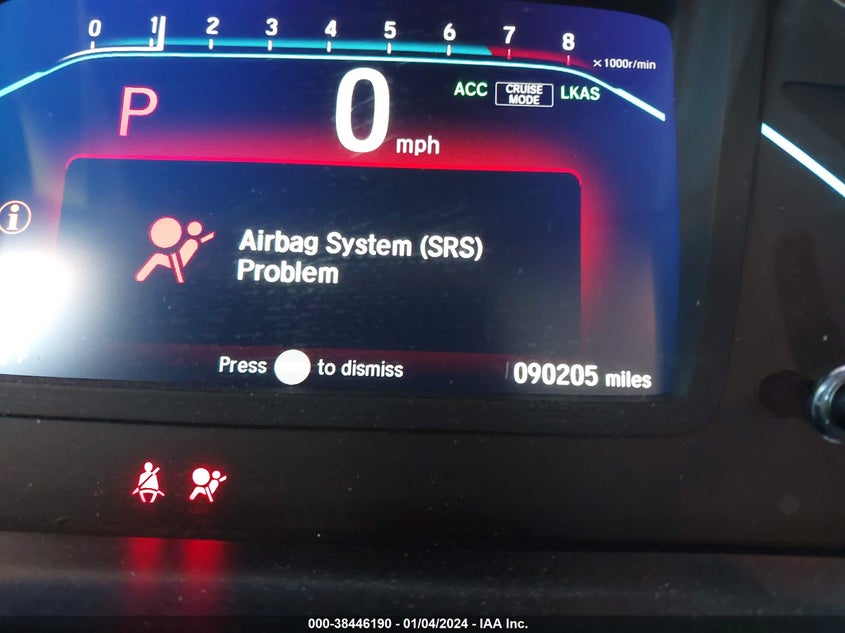 0 1 2 3 4 5 6 7 8
×1000r/min
P
0 mph
ACC CRUISE MODE LKAS
i
Airbag System (SRS)
Problem
Press to dismiss
090205 miles
000-38446190 - 01/04/2024 - IAA Inc.